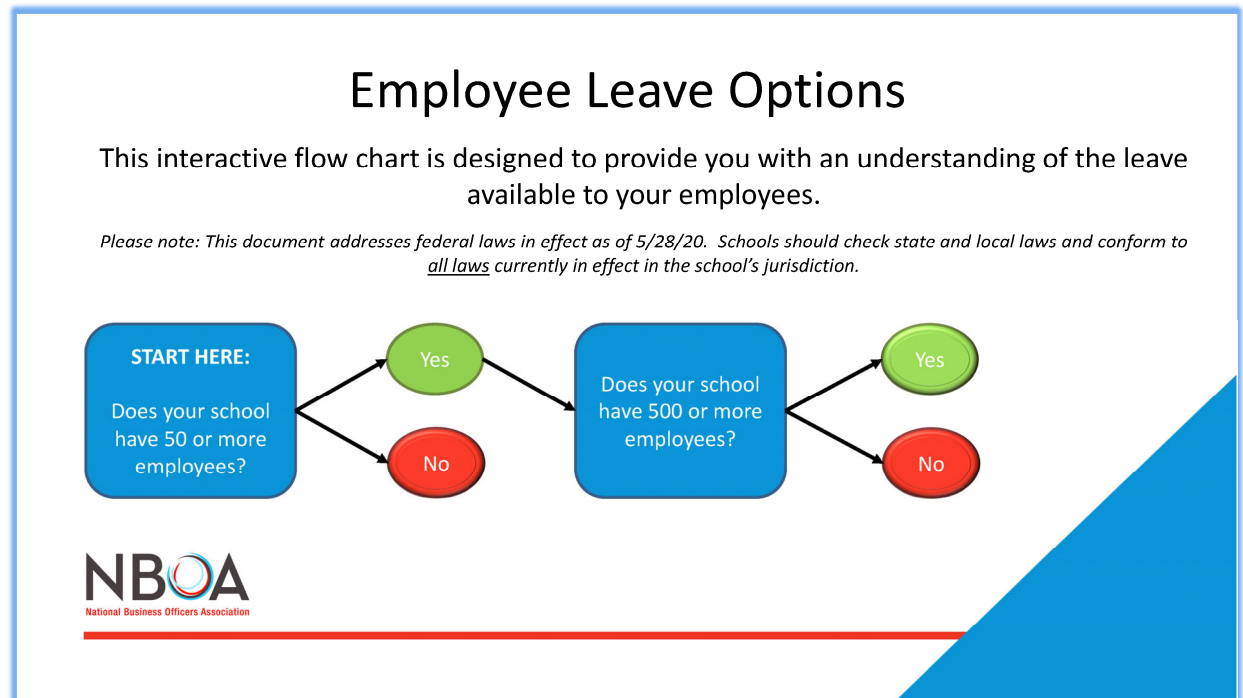 Employee Leave Options
This interactive flow chart is designed to provide you with an understanding of the leave
available to your employees.
Please note: This document addresses federal laws in effect as of 5/28/20.  Schools should check state and local laws and conform to
all laws currently in effect in the school's jurisdiction.
START HERE:
Does your school
have 50 or more
employees?
Yes
No
Does your school
have 500 or more
employees?
Yes
No
NBOA
National Business Officers Association